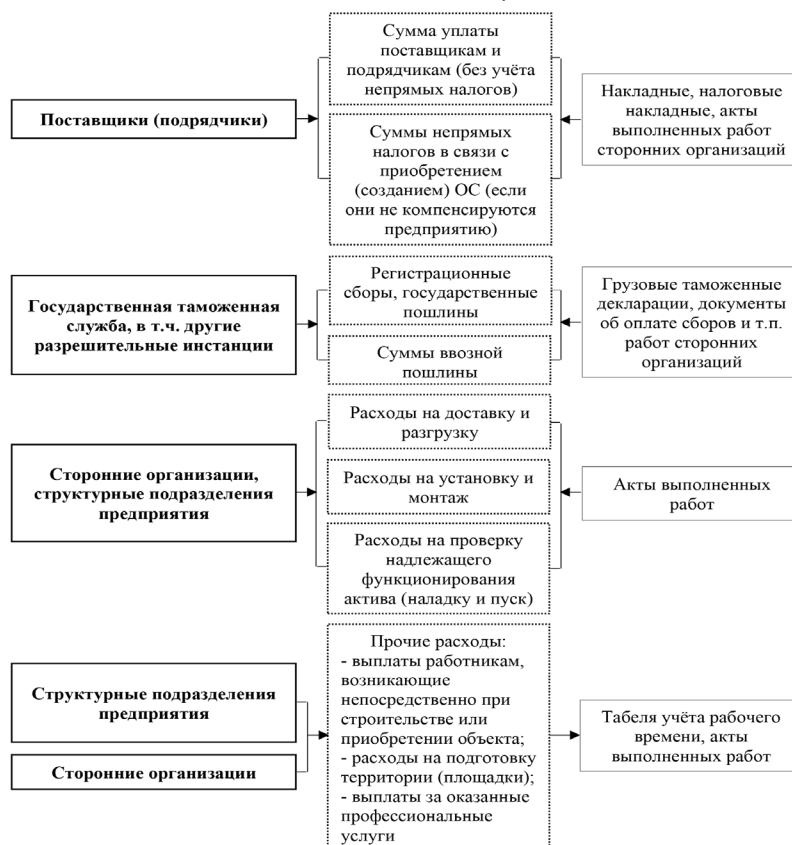 Сумма уплаты
поставщикам и
подрядчикам (без учёта
непрямых налогов)
Поставщики (подрядчики)
Суммы непрямых
налогов в связи с
приобретением
(созданием) ОС (если
они не компенсируются
предприятию)
Накладные, налоговые
накладные, акты
выполненных работ
сторонних организаций
Государственная таможенная
служба, в т.ч. другие
разрешительные инстанции
Регистрационные
сборы, государственные
пошлины
Суммы ввозной
пошлины
Грузовые таможенные
декларации, документы
об оплате сборов и т.п.
работ сторонних
организаций
Сторонние организации,
структурные подразделения
предприятия
Расходы на доставку и
разгрузку
Расходы на установку и
монтаж
Расходы на проверку
надлежащего
функционирования
актива (наладку и пуск)
Акты выполненных
работ
Структурные подразделения
предприятия
Сторонние организации
Прочие расходы:
- выплаты работникам,
возникающие
непосредственно при
строительстве или
приобретении объекта;
- расходы на подготовку
территории (площадки);
- выплаты за оказанные
профессиональные
услуги
Табеля учёта рабочего
времени, акты
выполненных работ